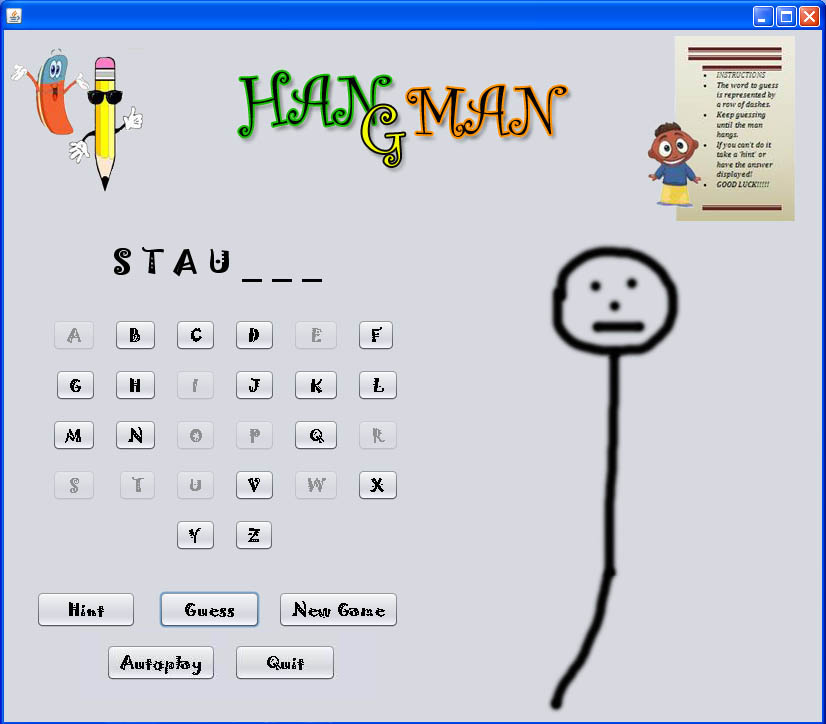 HANGMAN
INSTRUCTIONS
The word to guess
is represented by
a row of dashes.
Keep guessing
until the man
hangs.
If you can't do it
take a 'hint' or
have the answer
displayed!
GOOD LUCK!!!!!
S T A U _ _ _
A B C D E F
G H I J K L
M N O P Q R
S T U V W X
Y Z
Hint Guess New Game
Autoplay Quit